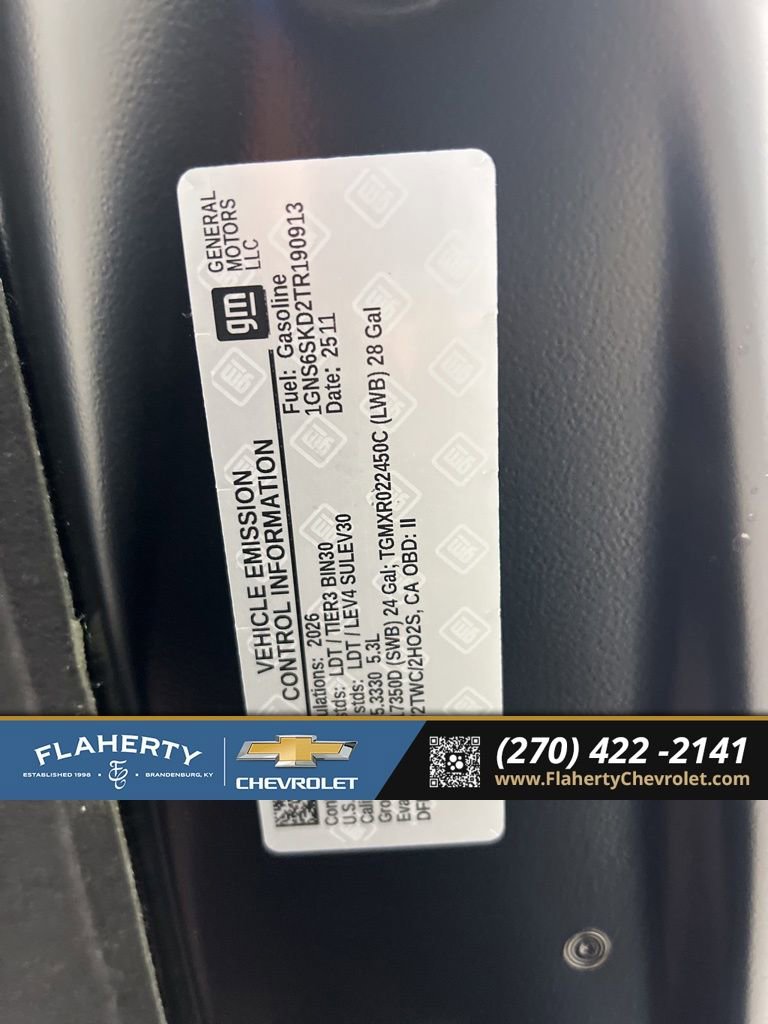 gm
GENERAL
MOTORS
LLC
VEHICLE EMISSION
CONTROL INFORMATION
Fuel: Gasoline
1GNS6SKD2TR190913
Date: 2511
2026
LDT / TIER3 BIN30
LDT / LEV4 SULEV30
5.3L
(SWB) 24 Gal; TGMXR022450C (LWB) 28 Gal
2TWC/2HO2S, CA OBD: II
FLAHERTY
ESTABLISHED 1998 • BRANDENBURG, KY
CHEVROLET
(270) 422 -2141
www.FlahertyChevrolet.com